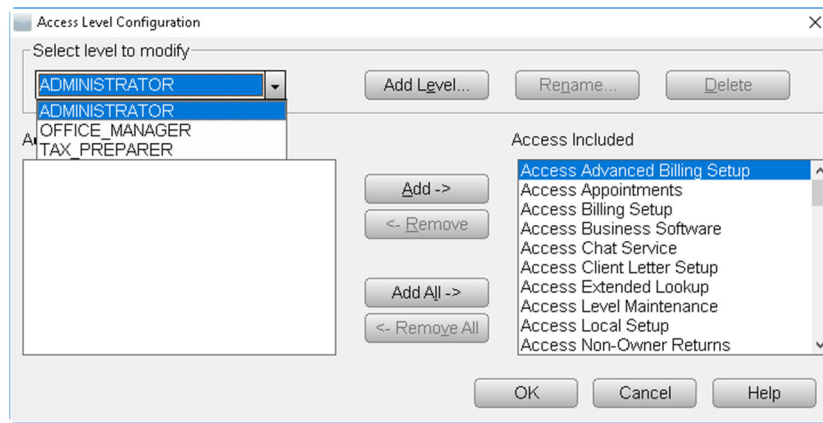 Access Level Configuration
Select level to modify
ADMINISTRATOR
Add Level...
Rename...
Delete
ADMINISTRATOR
OFFICE_MANAGER
TAX_PREPARER
Access Included
Add ->
<- Remove
Add All ->
<- Remove All
Access Advanced Billing Setup
Access Appointments
Access Billing Setup
Access Business Software
Access Chat Service
Access Client Letter Setup
Access Extended Lookup
Access Level Maintenance
Access Local Setup
Access Non-Owner Returns
OK
Cancel
Help